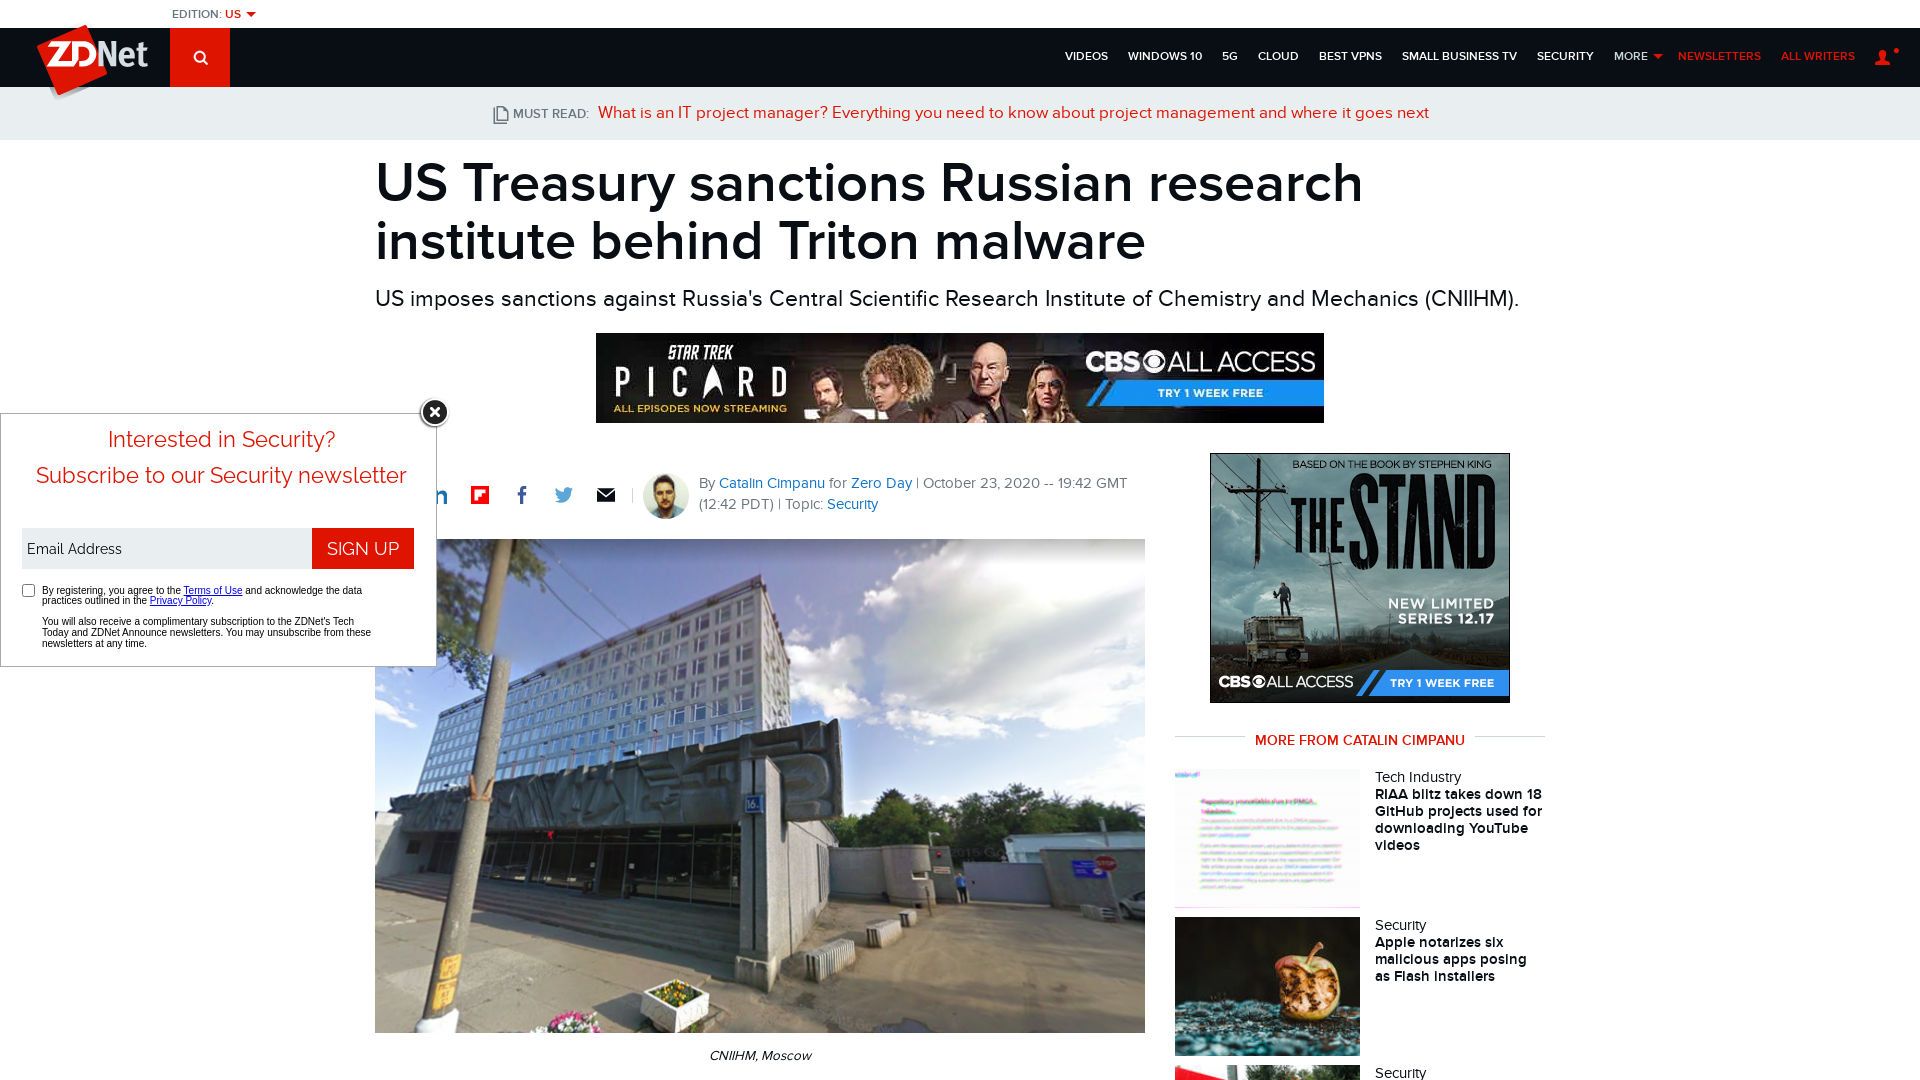 EDITION: US
ZDNet
VIDEOS WINDOWS 10 5G CLOUD BEST VPNS SMALL BUSINESS TV SECURITY MORE NEWSLETTERS ALL WRITERS
MUST READ: What is an IT project manager? Everything you need to know about project management and where it goes next
US Treasury sanctions Russian research
institute behind Triton malware
US imposes sanctions against Russia's Central Scientific Research Institute of Chemistry and Mechanics (CNIIHM).
STAR TREK
PICARD
ALL EPISODES NOW STREAMING
CBS ALL ACCESS
TRY 1 WEEK FREE
Interested in Security?
Subscribe to our Security newsletter
Email Address
SIGN UP
By registering, you agree to the Terms of Use and acknowledge the data
practices outlined in the Privacy Policy.
You will also receive a complimentary subscription to the ZDNet's Tech
Today and ZDNet Announce newsletters. You may unsubscribe from these
newsletters at any time.
By Catalin Cimpanu for Zero Day | October 23, 2020 -- 19:42 GMT
(12:42 PDT) | Topic: Security
16
STOP
CNIIHM, Moscow
BASED ON THE BOOK BY STEPHEN KING
THE STAND
NEW LIMITED
SERIES 12.17
CBS ALL ACCESS
TRY 1 WEEK FREE
MORE FROM CATALIN CIMPANU
Tech Industry
RIAA blitz takes down 18
GitHub projects used for
downloading YouTube
videos
Security
Apple notarizes six
malicious apps posing
as Flash installers
Security